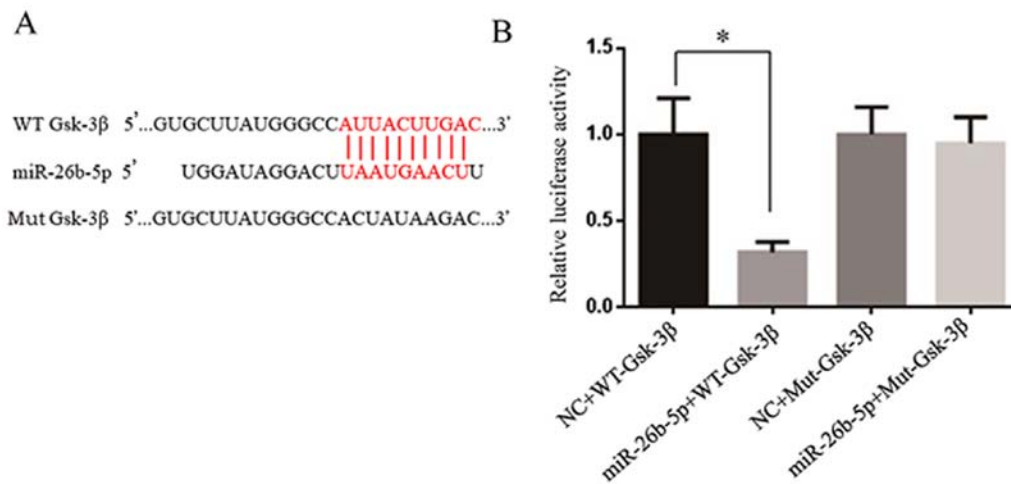 A
WT Gsk-3β 5'...GUGCUUAUGGGCCAUUACUUGAC...3'
miR-26b-5p 5' UGGAUAGGACUUAAUGAACUU
Mut Gsk-3β 5'...GUGCUUAUGGGCCACUAUAAGAC...3'
B
Relative luciferase activity
1.5
1.0
0.5
0.0
*
NC+WT-Gsk-3β
miR-26b-5p+WT-Gsk-3β
NC+Mut-Gsk-3β
miR-26b-5p+Mut-Gsk-3β